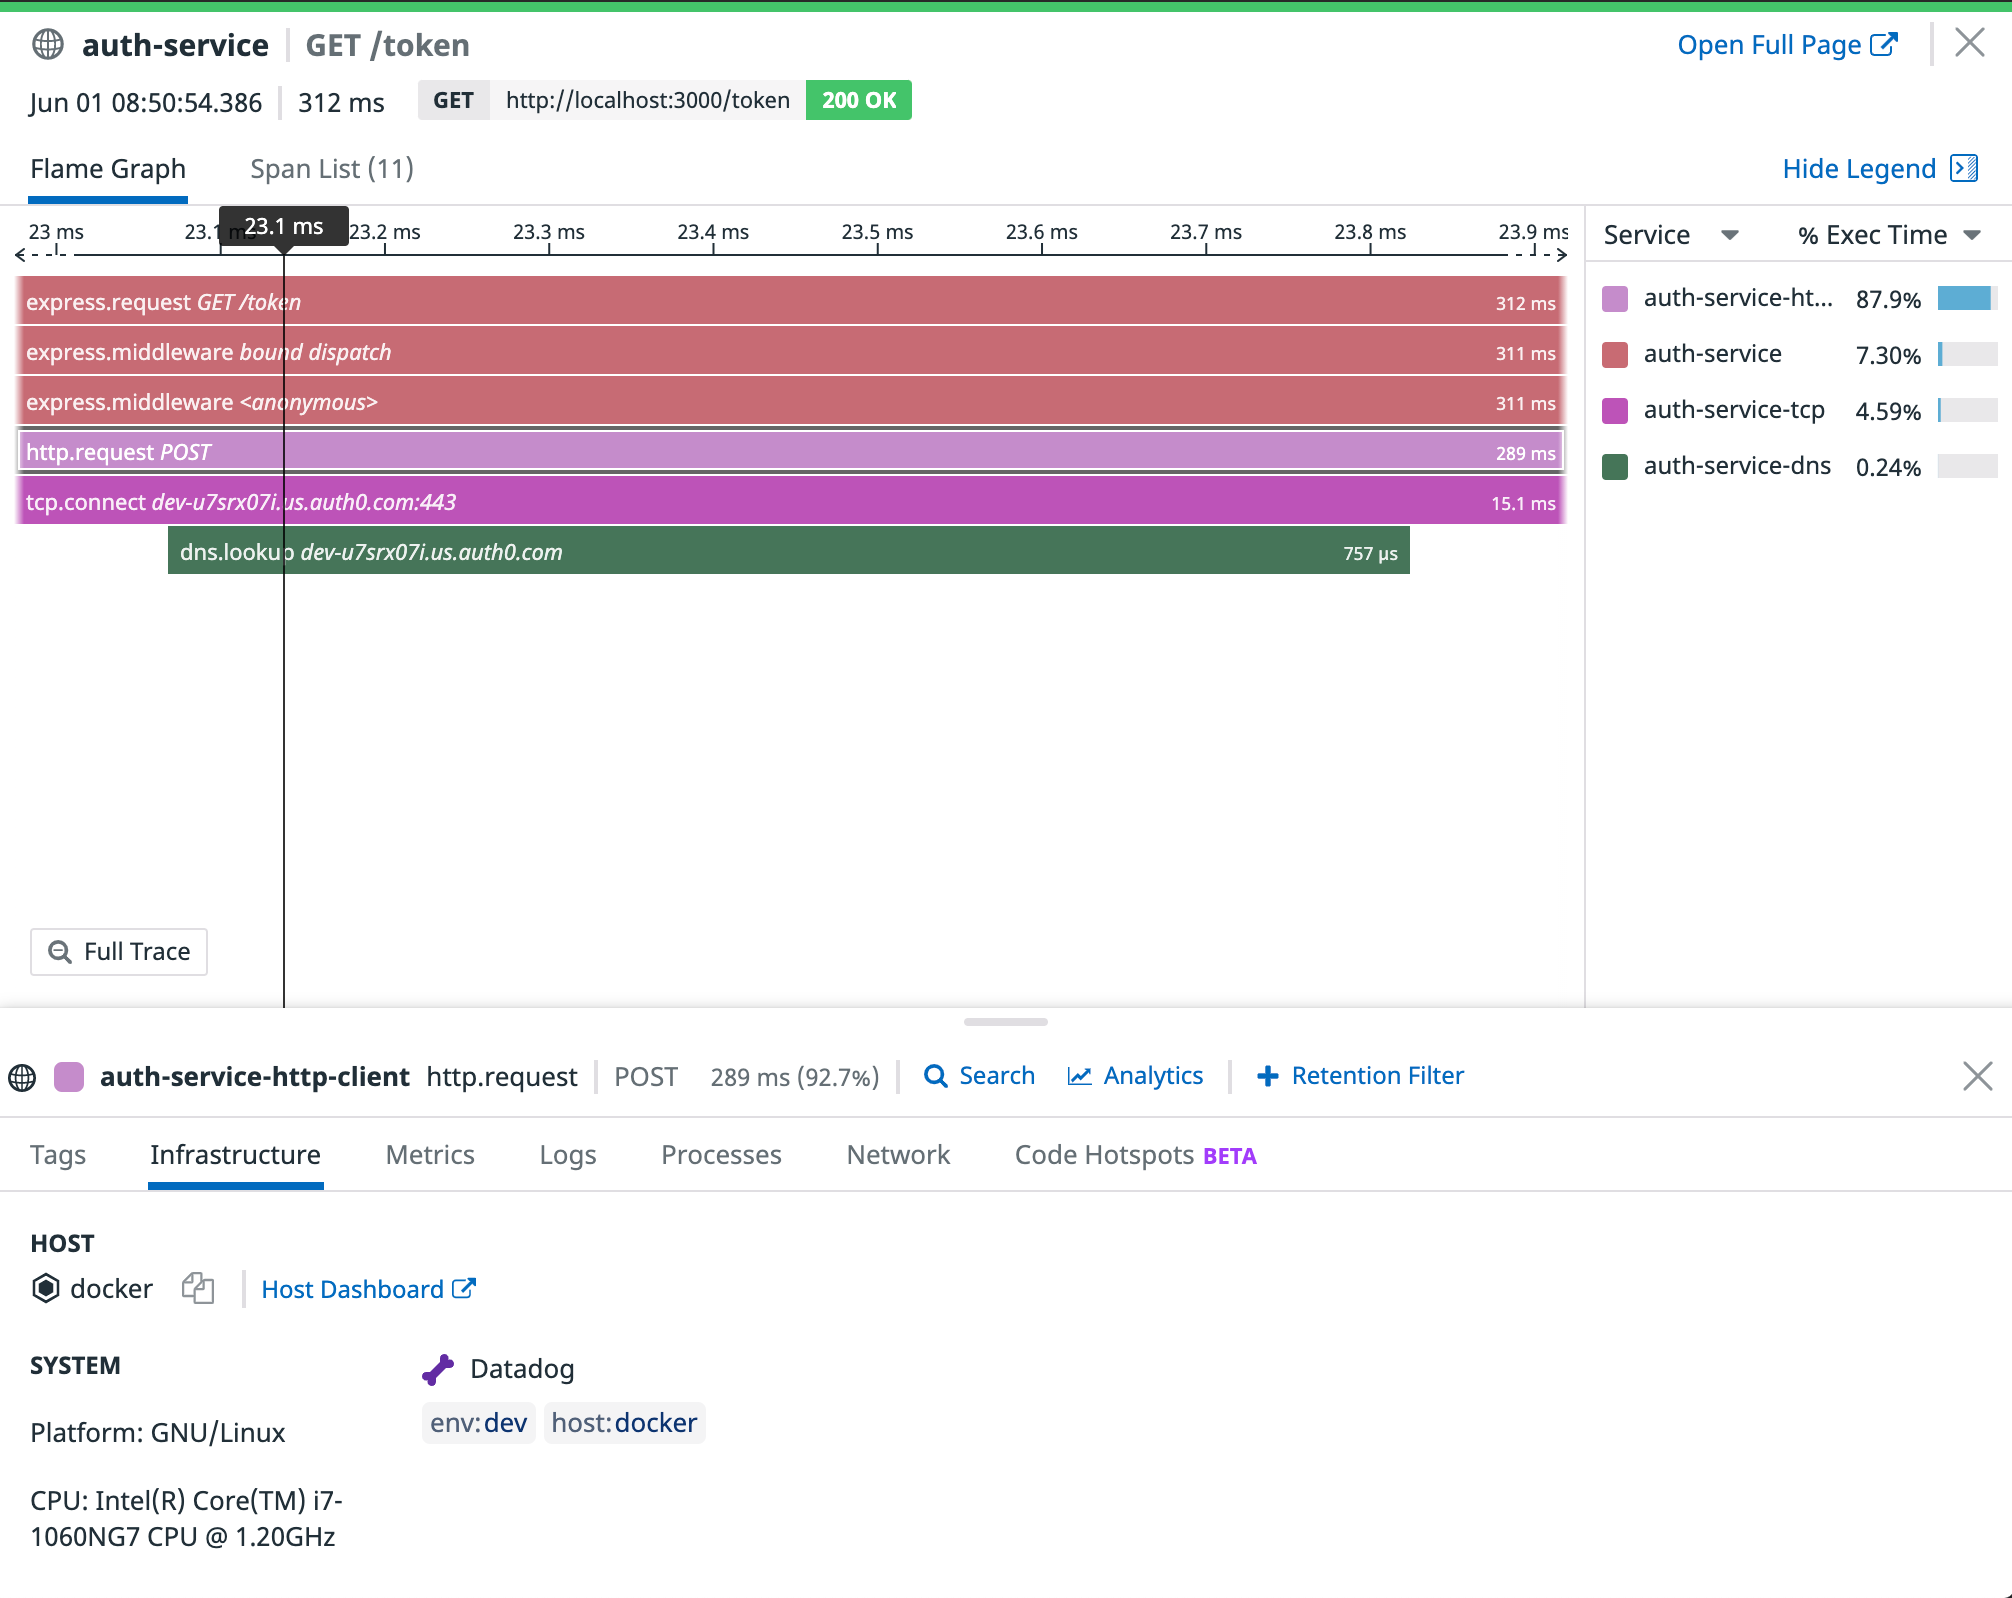 auth-service GET /token Open Full Page
Jun 01 08:50:54.386 312 ms GET http://localhost:3000/token 200 OK
Flame Graph Span List (11) Hide Legend
23.1 ms
23 ms 23.1 ms 23.2 ms 23.3 ms 23.4 ms 23.5 ms 23.6 ms 23.7 ms 23.8 ms 23.9 ms
Service % Exec Time
express.request GET /token 312 ms
express.middleware bound dispatch 311 ms
express.middleware <anonymous> 311 ms
http.request POST 289 ms
tcp.connect dev-u7srx07i.us.auth0.com:443 15.1 ms
dns.lookup dev-u7srx07i.us.auth0.com 757 µs
auth-service-ht... 87.9%
auth-service 7.30%
auth-service-tcp 4.59%
auth-service-dns 0.24%
Full Trace
auth-service-http-client http.request POST 289 ms (92.7%) Search Analytics Retention Filter
Tags Infrastructure Metrics Logs Processes Network Code Hotspots BETA
HOST
docker Host Dashboard
SYSTEM
Platform: GNU/Linux
CPU: Intel(R) Core(TM) i7-
1060NG7 CPU @ 1.20GHz
Datadog
env:dev host:docker